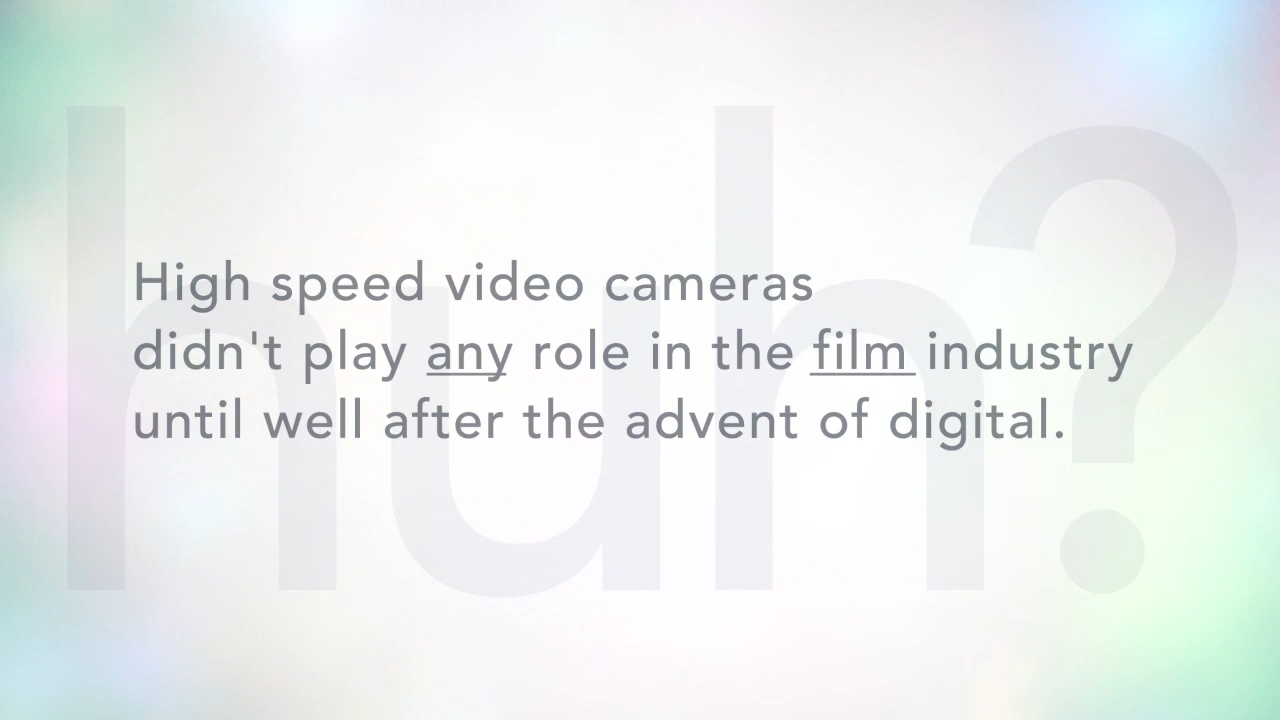 huh?
High speed video cameras
didn't play any role in the film industry
until well after the advent of digital.